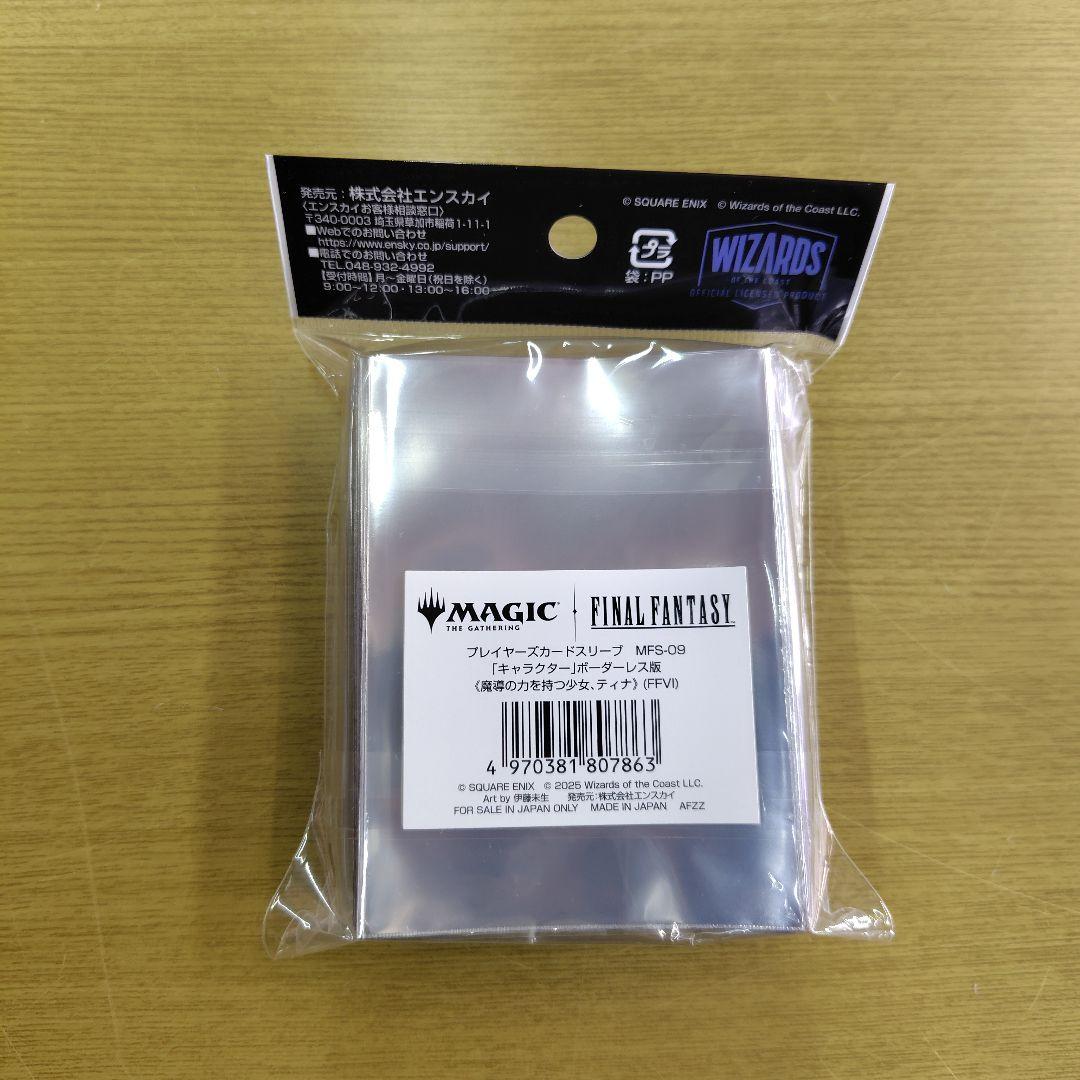 発売元：株式会社エンスカイ
〈エンスカイお客様相談窓口〉
〒340-0003 埼玉県草加市稲荷1-11-1
■Webでのお問い合わせ
https://www.ensky.co.jp/support/
■電話でのお問い合わせ
TEL.048-932-4992
【受付時間】月〜金曜日（祝日を除く）
9:00〜12:00・13:00〜16:00
プラ
袋：PP
© SQUARE ENIX © Wizards of the Coast LLC.
WIZARDS
OF THE COAST
OFFICIAL LICENSED PRODUCT
MAGIC
THE GATHERING
FINAL FANTASY™
プレイヤーズカードスリーブ MFS-09
「キャラクター」ボーダーレス版
《魔導の力を持つ少女、ティナ》(FFVI)
4 970381 807863
© SQUARE ENIX © 2025 Wizards of the Coast LLC.
Art by 伊藤未生 発売元：株式会社エンスカイ
FOR SALE IN JAPAN ONLY MADE IN JAPAN AFZZ